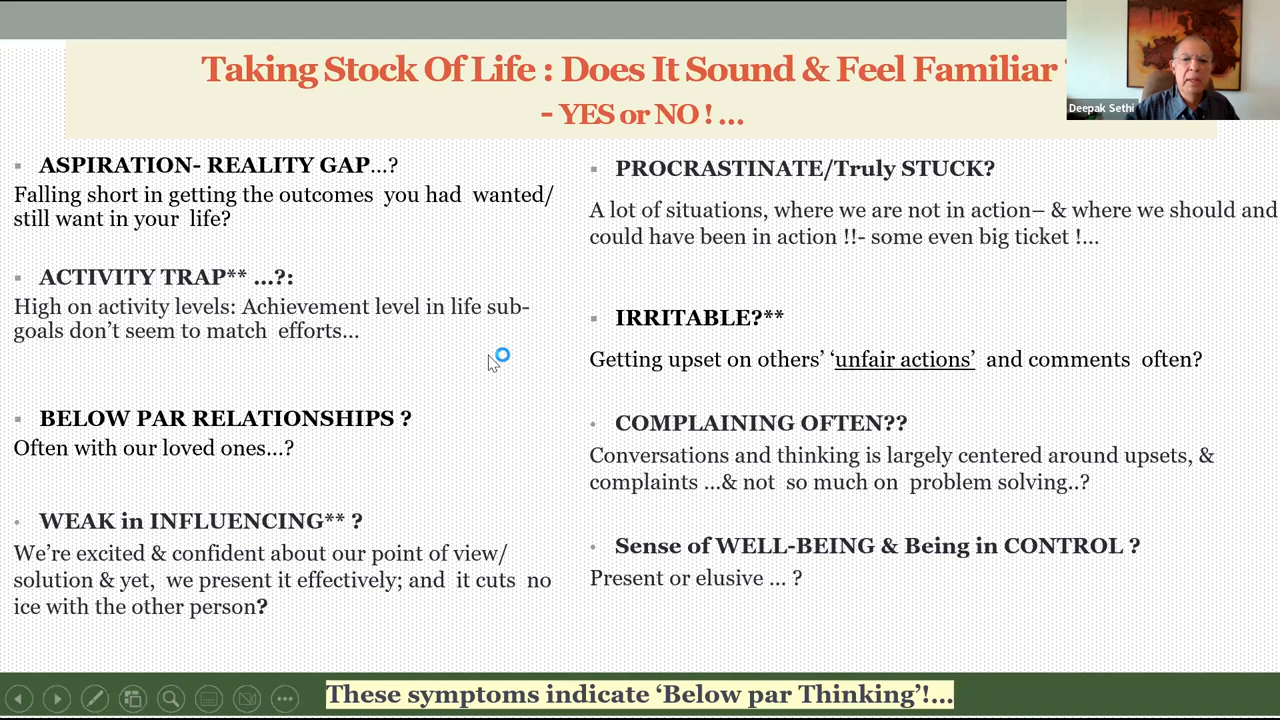 Taking Stock Of Life : Does It Sound & Feel Familiar
- YES or NO ! ...
Deepak Sethi
ASPIRATION- REALITY GAP...?
Falling short in getting the outcomes you had wanted/
still want in your life?
ACTIVITY TRAP** ...?:
High on activity levels: Achievement level in life sub-
goals don't seem to match efforts...
BELOW PAR RELATIONSHIPS ?
Often with our loved ones...?
WEAK in INFLUENCING** ?
We're excited & confident about our point of view/
solution & yet, we present it effectively; and it cuts no
ice with the other person?
PROCRASTINATE/Truly STUCK?
A lot of situations, where we are not in action– & where we should and
could have been in action !!- some even big ticket !...
IRRITABLE?**
Getting upset on others' 'unfair actions' and comments often?
COMPLAINING OFTEN??
Conversations and thinking is largely centered around upsets, &
complaints ...& not so much on problem solving..?
Sense of WELL-BEING & Being in CONTROL ?
Present or elusive ... ?
These symptoms indicate 'Below par Thinking'!...